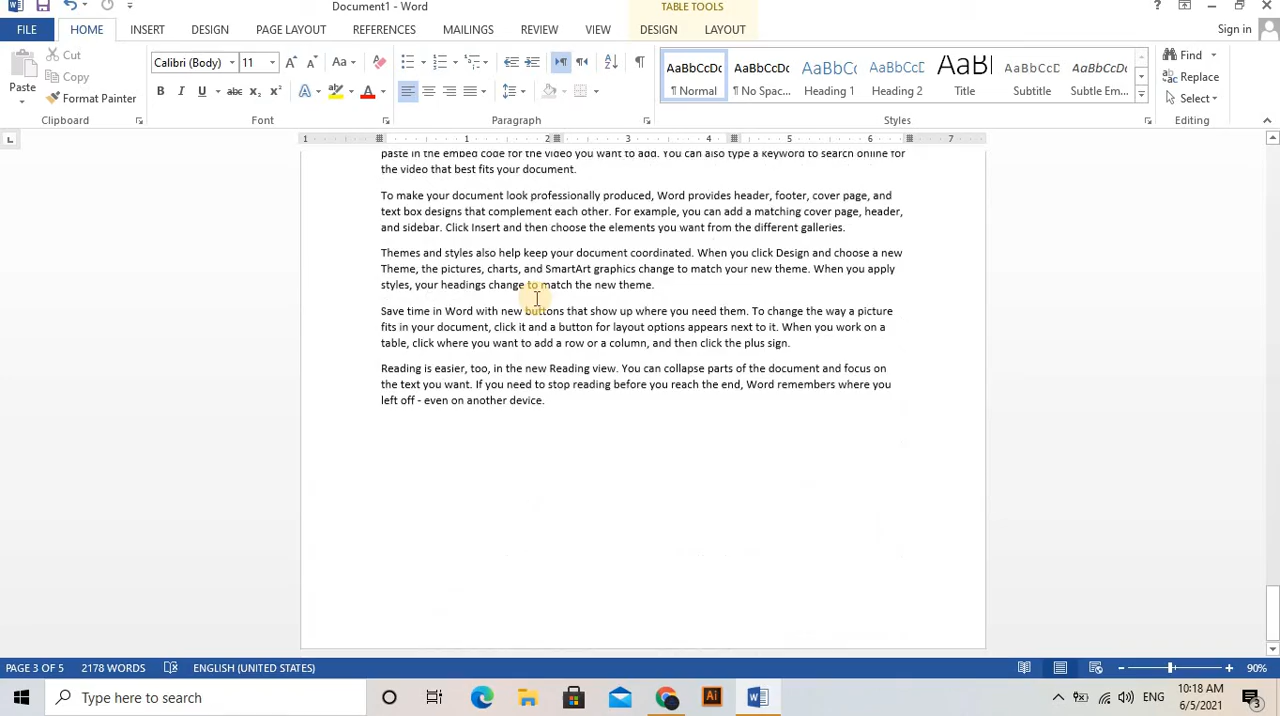 Document1 - Word
TABLE TOOLS
FILE HOME INSERT DESIGN PAGE LAYOUT REFERENCES MAILINGS REVIEW VIEW DESIGN LAYOUT Sign in
Paste
Cut
Copy
Format Painter
Clipboard
Calibri (Body) 11
Font
Paragraph
AaBbCcDc AaBbCcDc AaBbCc AaBbCcD AaBl AaBbCcD AaBbCcDc
¶ Normal ¶ No Spac... Heading 1 Heading 2 Title Subtitle Subtle Em...
Styles
Find
Replace
Select
Editing
1 1 2 3 4 5 6 7
paste in the embed code for the video you want to add. You can also type a keyword to search online for
the video that best fits your document.
To make your document look professionally produced, Word provides header, footer, cover page, and
text box designs that complement each other. For example, you can add a matching cover page, header,
and sidebar. Click Insert and then choose the elements you want from the different galleries.
Themes and styles also help keep your document coordinated. When you click Design and choose a new
Theme, the pictures, charts, and SmartArt graphics change to match your new theme. When you apply
styles, your headings change to match the new theme.
Save time in Word with new buttons that show up where you need them. To change the way a picture
fits in your document, click it and a button for layout options appears next to it. When you work on a
table, click where you want to add a row or a column, and then click the plus sign.
Reading is easier, too, in the new Reading view. You can collapse parts of the document and focus on
the text you want. If you need to stop reading before you reach the end, Word remembers where you
left off - even on another device.
PAGE 3 OF 5 2178 WORDS ENGLISH (UNITED STATES) 90%
Type here to search
ENG
10:18 AM
6/5/2021
3